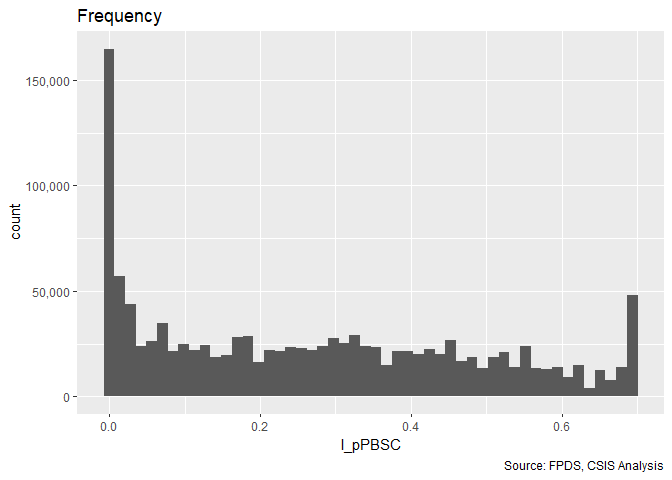 Frequency
150,000
100,000
50,000
0
count
0.0 0.2 0.4 0.6
l_pPBSC
Source: FPDS, CSIS Analysis